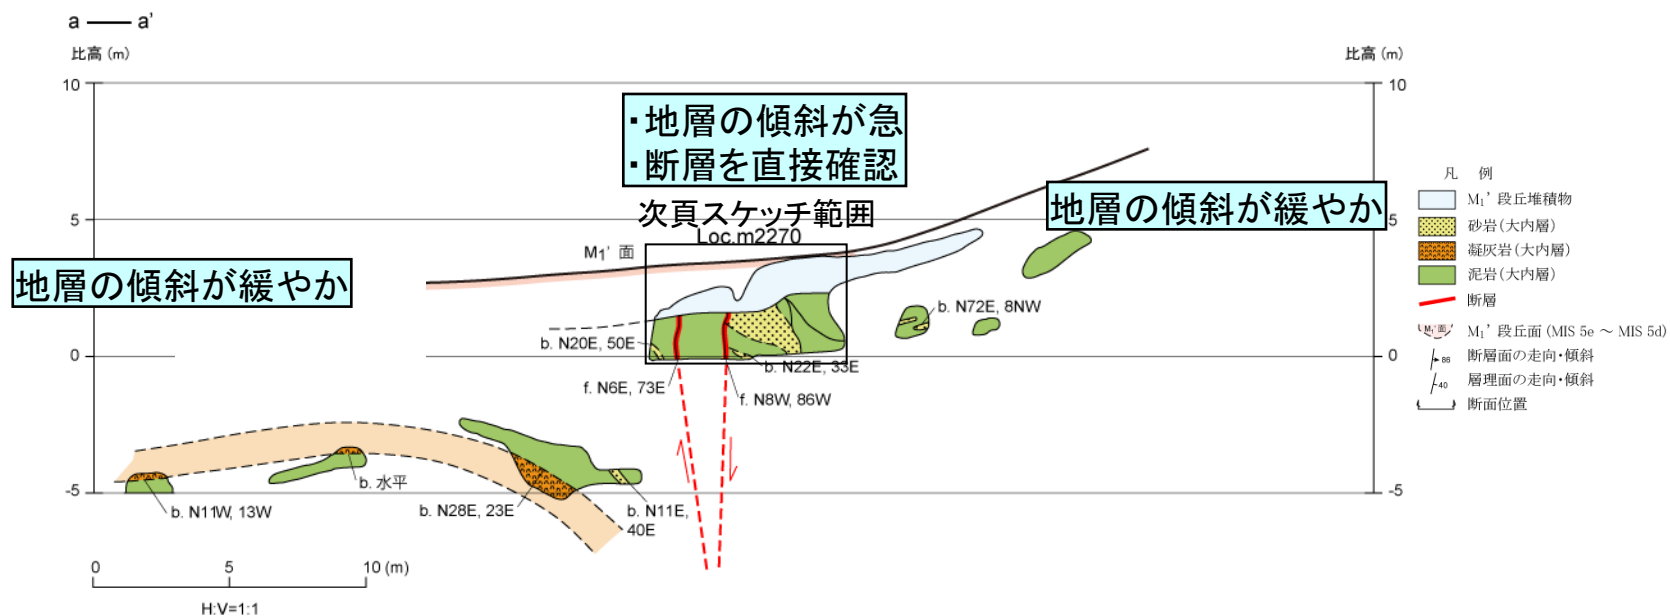 a a'
比高 (m)
比高 (m)
10
10
・地層の傾斜が急
・断層を直接確認
次頁スケッチ範囲
Loc.m2270
地層の傾斜が緩やか
5
5
M₁' 面
地層の傾斜が緩やか
b. N72E, 8NW
b. N20E, 50E
b. N22E, 33E
0
0
f. N6E, 73E
f. N8W, 86W
b. 水平
-5
-5
b. N11W, 13W
b. N28E, 23E
b. N11E,
40E
0 5 10 (m)
H:V=1:1
凡 例
M₁' 段丘堆積物
砂岩(大内層)
凝灰岩(大内層)
泥岩(大内層)
断層
M₁' 面
M₁' 段丘面 (MIS 5e ～ MIS 5d)
86 断層面の走向・傾斜
40 層理面の走向・傾斜
断面位置